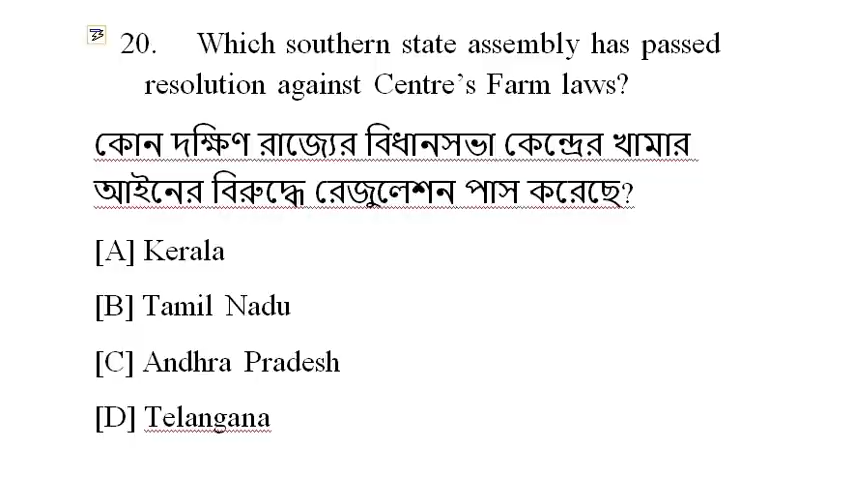 20. Which southern state assembly has passed
resolution against Centre’s Farm laws?
কোন দক্ষিণ রাজ্যের বিধানসভা কেন্দ্রের খামার
আইনের বিরুদ্ধে রেজুলেশন পাস করেছে?
[A] Kerala
[B] Tamil Nadu
[C] Andhra Pradesh
[D] Telangana